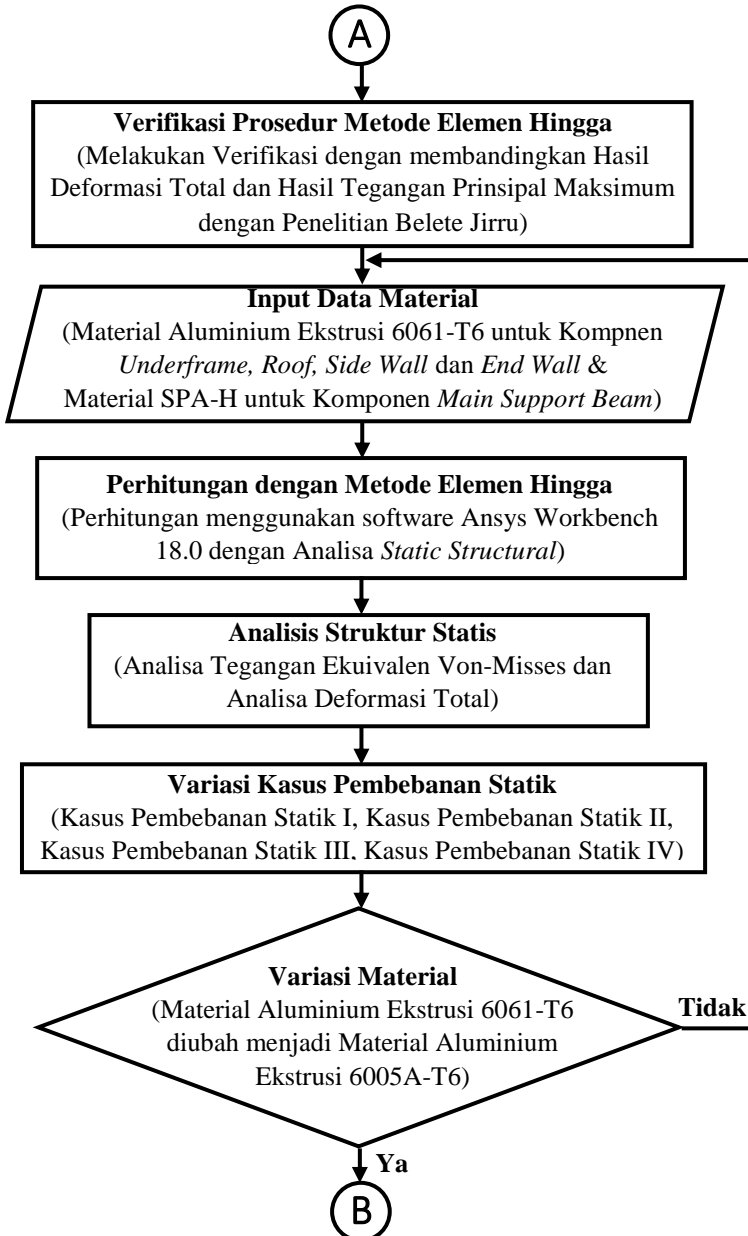 A
Verifikasi Prosedur Metode Elemen Hingga
(Melakukan Verifikasi dengan membandingkan Hasil
Deformasi Total dan Hasil Tegangan Prinsipal Maksimum
dengan Penelitian Belete Jirru)
Input Data Material
(Material Aluminium Ekstrusi 6061-T6 untuk Kompnen
Underframe, Roof, Side Wall dan End Wall &
Material SPA-H untuk Komponen Main Support Beam)
Perhitungan dengan Metode Elemen Hingga
(Perhitungan menggunakan software Ansys Workbench
18.0 dengan Analisa Static Structural)
Analisis Struktur Statis
(Analisa Tegangan Ekuivalen Von-Misses dan
Analisa Deformasi Total)
Variasi Kasus Pembebanan Statik
(Kasus Pembebanan Statik I, Kasus Pembebanan Statik II,
Kasus Pembebanan Statik III, Kasus Pembebanan Statik IV)
Variasi Material
(Material Aluminium Ekstrusi 6061-T6
diubah menjadi Material Aluminium
Ekstrusi 6005A-T6)
Tidak
Ya
B